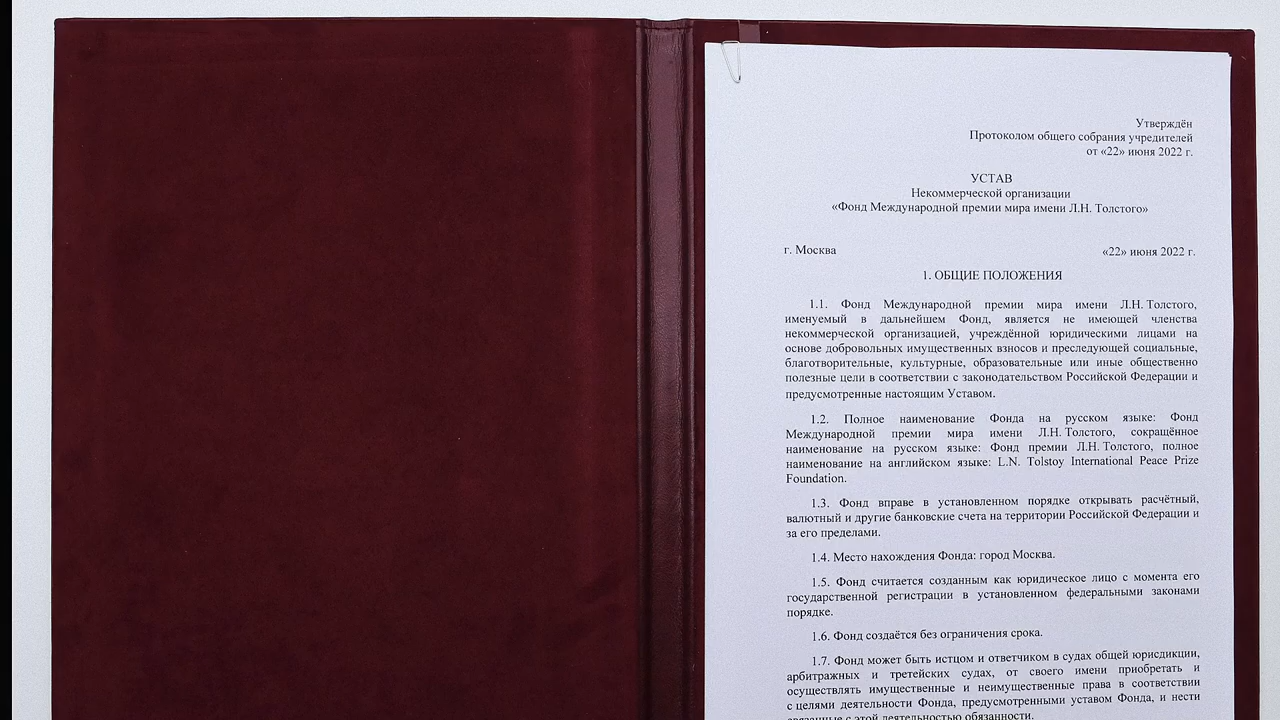 Утверждён
Протоколом общего собрания учредителей
от «22» июня 2022 г.
УСТАВ
Некоммерческой организации
«Фонд Международной премии мира имени Л.Н. Толстого»
г. Москва «22» июня 2022 г.
1. ОБЩИЕ ПОЛОЖЕНИЯ
1.1. Фонд Международной премии мира имени Л.Н. Толстого,
именуемый в дальнейшем Фонд, является не имеющей членства
некоммерческой организацией, учреждённой юридическими лицами на
основе добровольных имущественных взносов и преследующей социальные,
благотворительные, культурные, образовательные или иные общественно
полезные цели в соответствии с законодательством Российской Федерации и
предусмотренные настоящим Уставом.
1.2. Полное наименование Фонда на русском языке: Фонд
Международной премии мира имени Л.Н. Толстого, сокращённое
наименование на русском языке: Фонд премии Л.Н. Толстого, полное
наименование на английском языке: L.N. Tolstoy International Peace Prize
Foundation.
1.3. Фонд вправе в установленном порядке открывать расчётный,
валютный и другие банковские счета на территории Российской Федерации и
за его пределами.
1.4. Место нахождения Фонда: город Москва.
1.5. Фонд считается созданным как юридическое лицо с момента его
государственной регистрации в установленном федеральными законами
порядке.
1.6. Фонд создаётся без ограничения срока.
1.7. Фонд может быть истцом и ответчиком в судах общей юрисдикции,
арбитражных и третейских судах, от своего имени приобретать и
осуществлять имущественные и неимущественные права в соответствии
с целями деятельности Фонда, предусмотренными уставом Фонда, и нести
связанные с этой деятельностью обязанности.